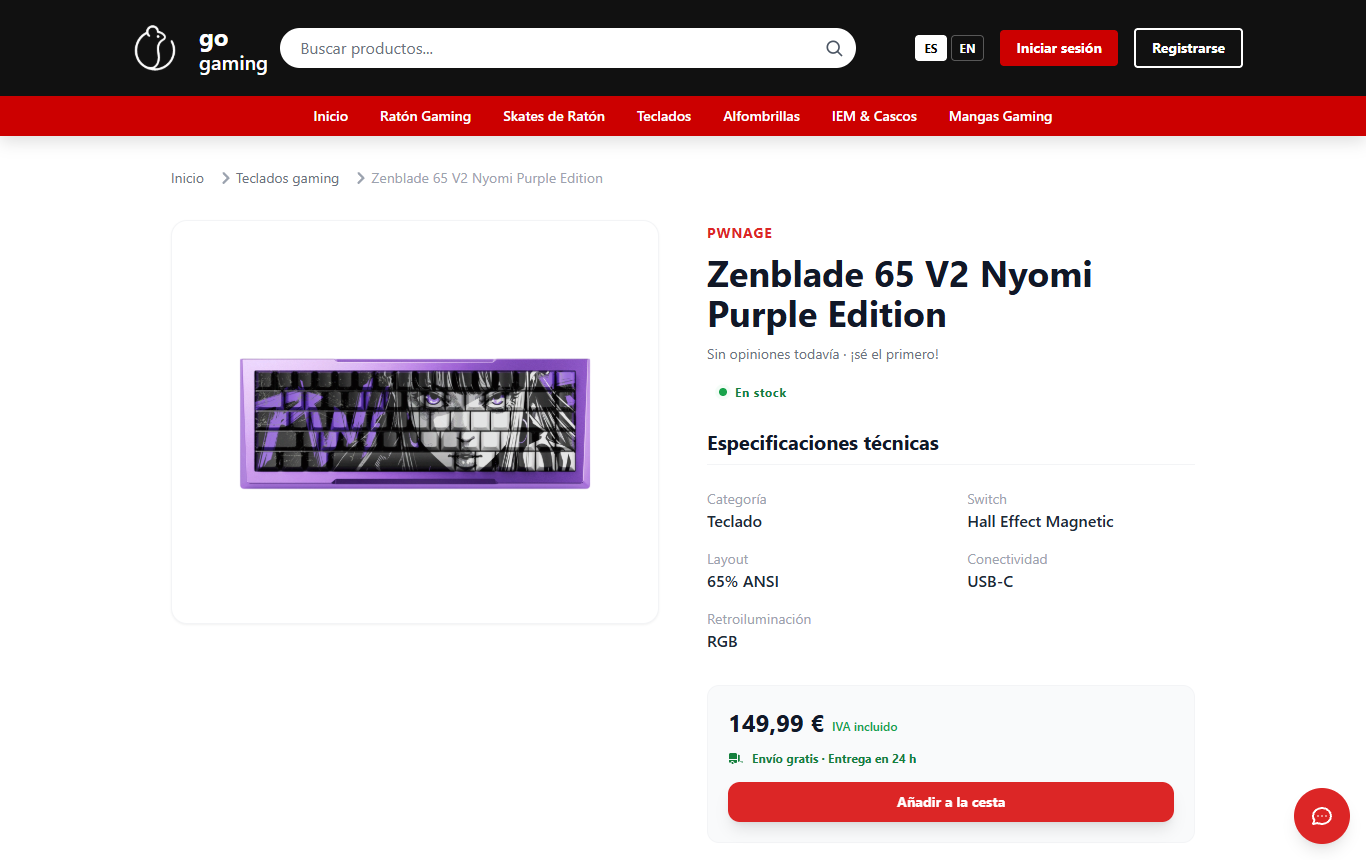 go
gaming
Buscar productos...
ES
EN
Iniciar sesión
Registrarse
Inicio
Ratón Gaming
Skates de Ratón
Teclados
Alfombrillas
IEM & Cascos
Mangas Gaming
Inicio
Teclados gaming
Zenblade 65 V2 Nyomi Purple Edition
PWNAGE
Zenblade 65 V2 Nyomi
Purple Edition
Sin opiniones todavía · ¡sé el primero!
En stock
Especificaciones técnicas
Categoría
Teclado
Switch
Hall Effect Magnetic
Layout
65% ANSI
Conectividad
USB-C
Retroiluminación
RGB
149,99 € IVA incluido
Envío gratis · Entrega en 24 h
Añadir a la cesta